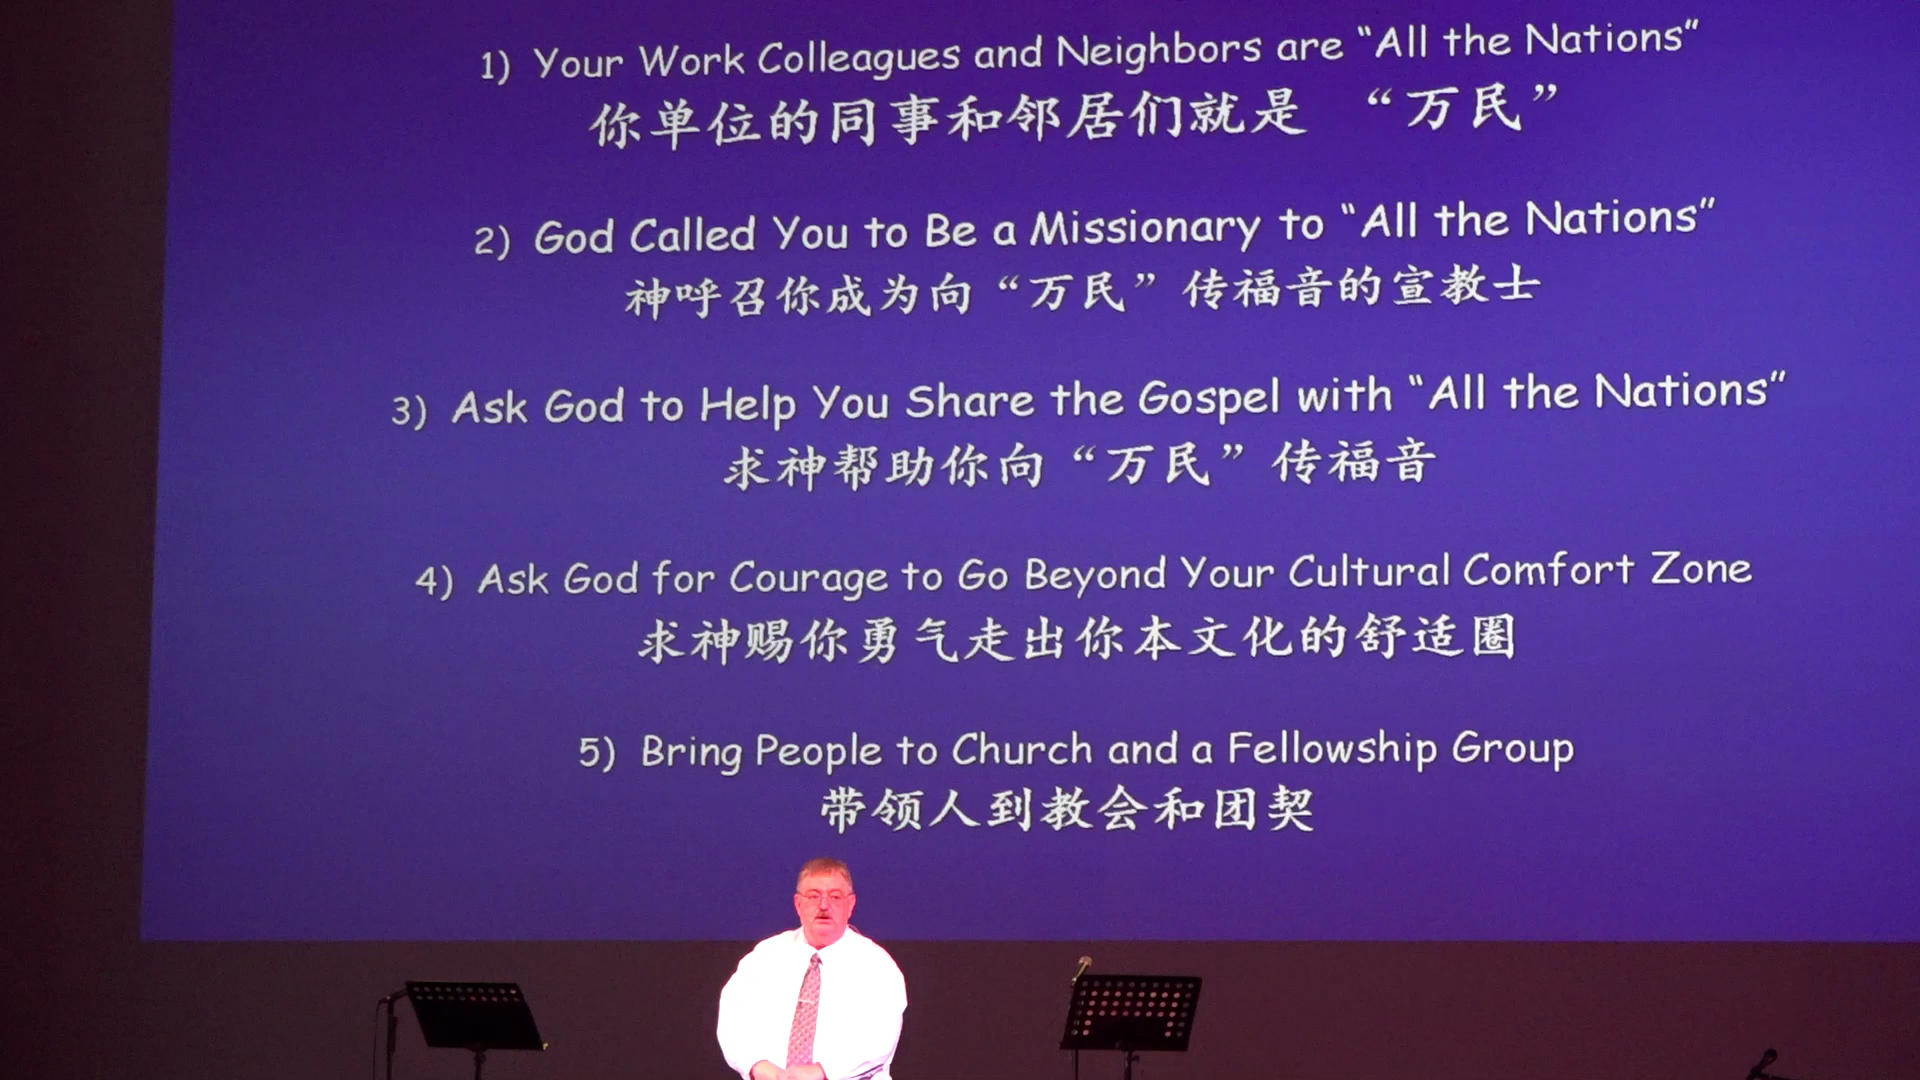 1) Your Work Colleagues and Neighbors are “All the Nations”
你单位的同事和邻居们就是 “万民”
2) God Called You to Be a Missionary to “All the Nations”
神呼召你成为向“万民”传福音的宣教士
3) Ask God to Help You Share the Gospel with “All the Nations”
求神帮助你向“万民”传福音
4) Ask God for Courage to Go Beyond Your Cultural Comfort Zone
求神赐你勇气走出你本文化的舒适圈
5) Bring People to Church and a Fellowship Group
带领人到教会和团契